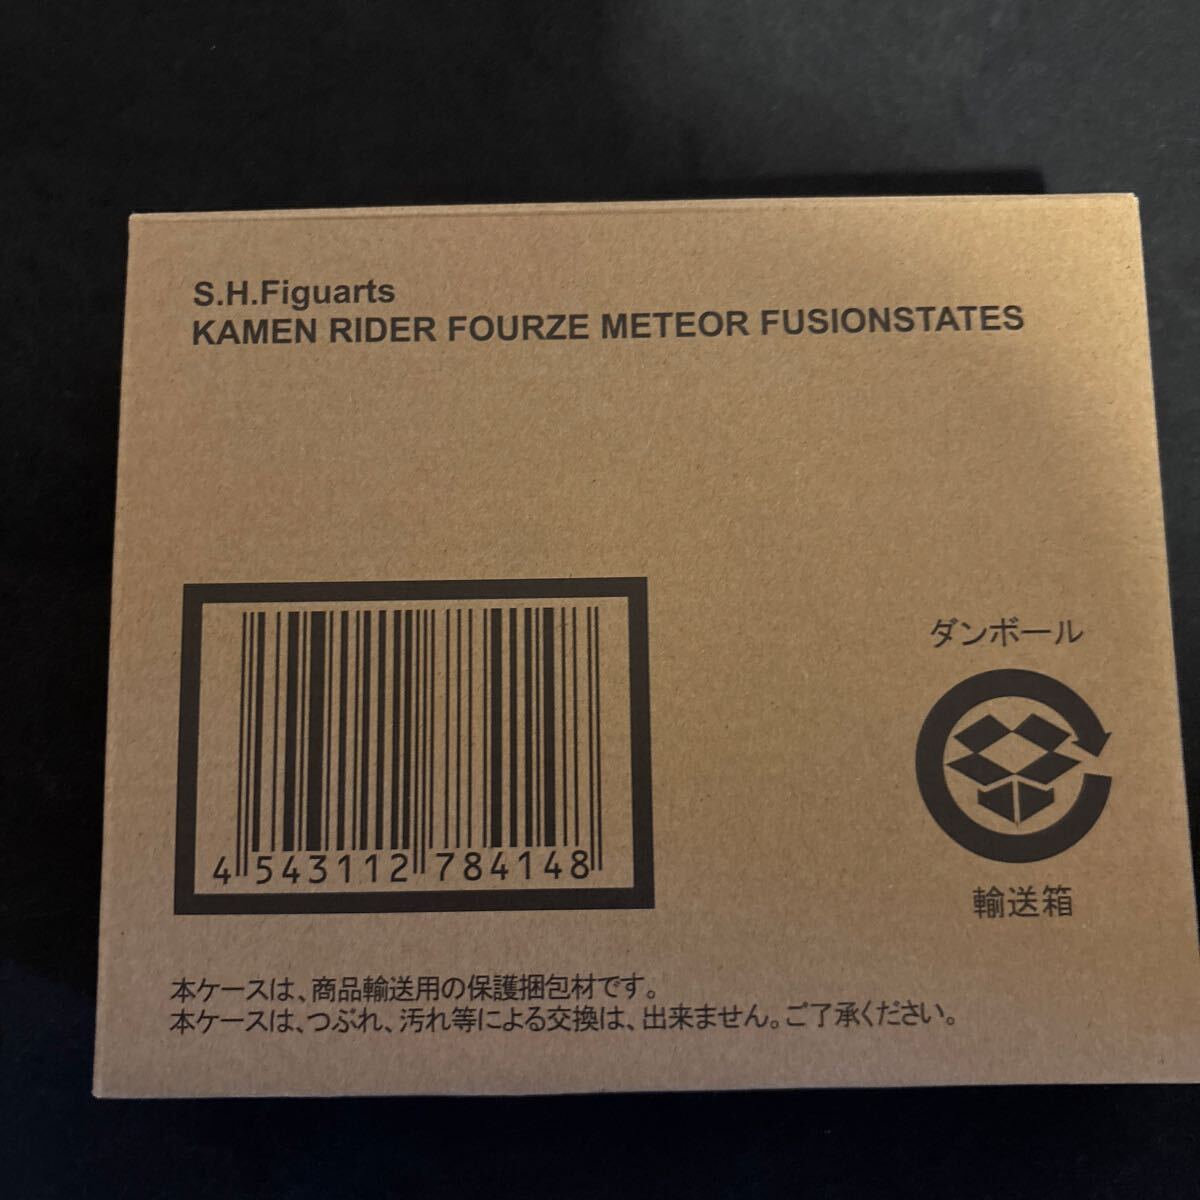 S.H.Figuarts
KAMEN RIDER FOURZE METEOR FUSIONSTATES
4 543112 784148
ダンボール
輸送箱
本ケースは、商品輸送用の保護捆包材です。
本ケースは、つぶれ、汚れ等による交換は、出来ません。ご了承ください。